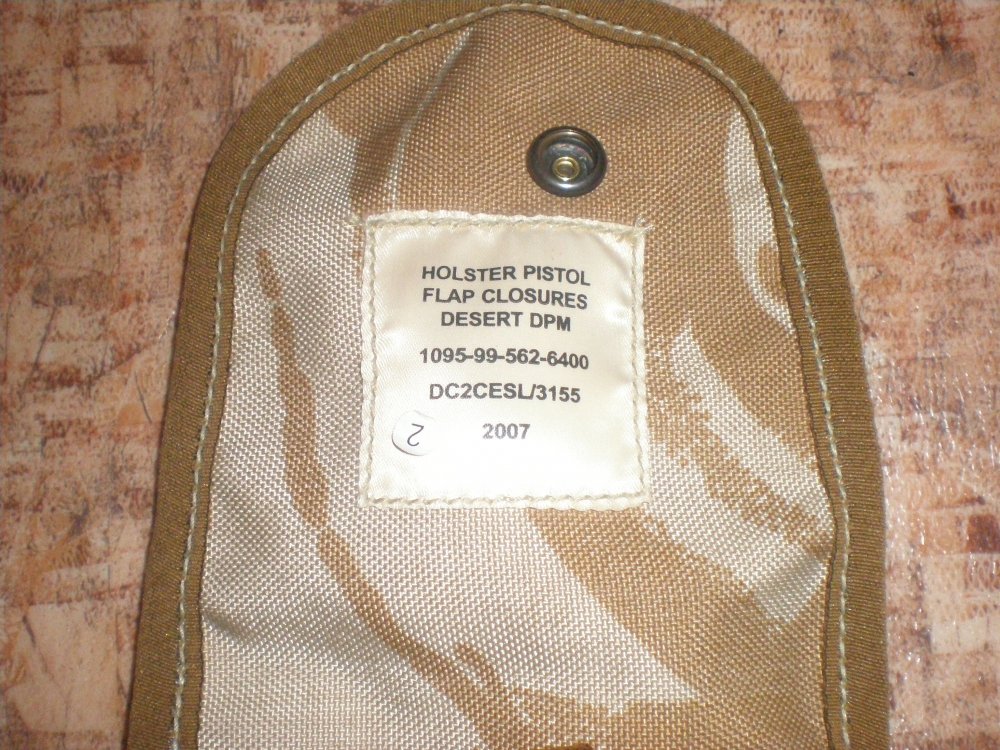 HOLSTER PISTOL
FLAP CLOSURES
DESERT DPM
1095-99-562-6400
DC2CESL/3155
2007
2